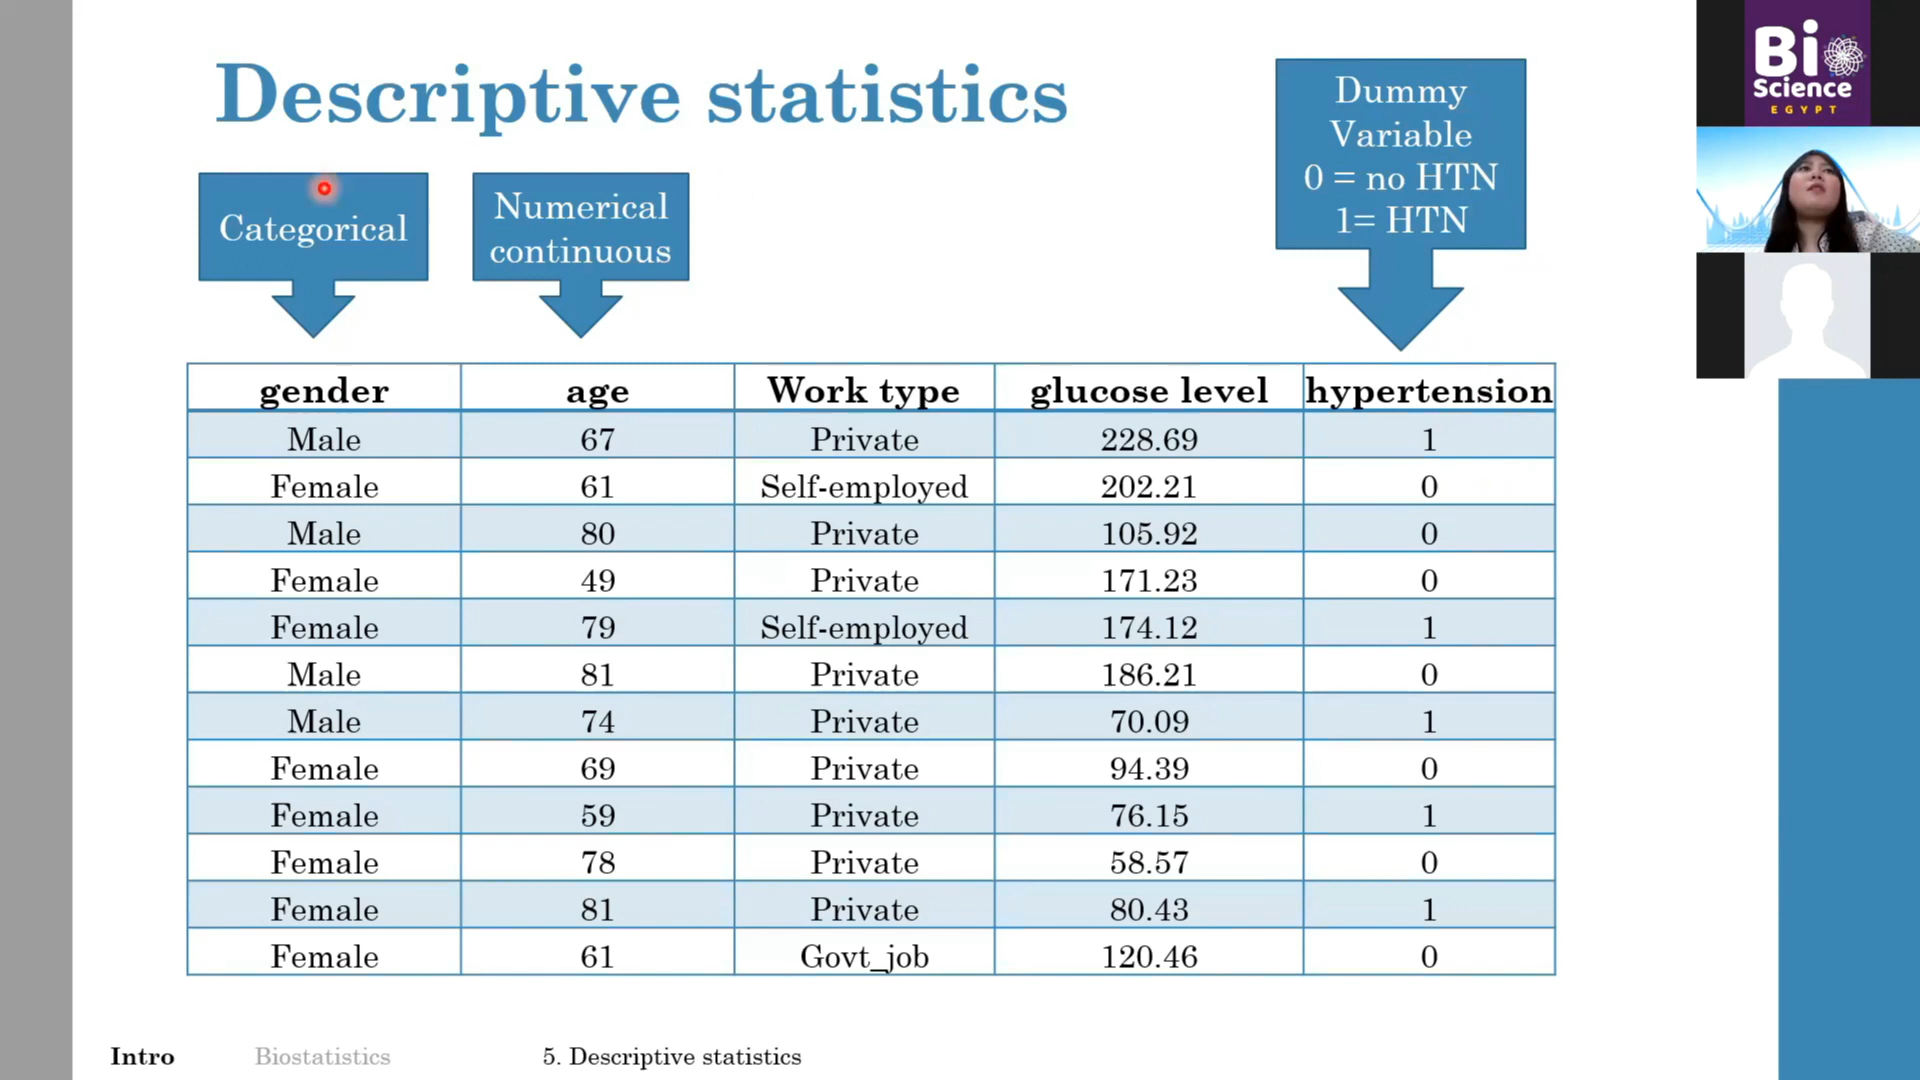 Descriptive statistics
Dummy
Variable
0 = no HTN
1= HTN
Categorical
Numerical
continuous
gender age Work type glucose level hypertension
Male 67 Private 228.69 1
Female 61 Self-employed 202.21 0
Male 80 Private 105.92 0
Female 49 Private 171.23 0
Female 79 Self-employed 174.12 1
Male 81 Private 186.21 0
Male 74 Private 70.09 1
Female 69 Private 94.39 0
Female 59 Private 76.15 1
Female 78 Private 58.57 0
Female 81 Private 80.43 1
Female 61 Govt_job 120.46 0
Intro Biostatistics 5. Descriptive statistics
Bi
Science
EGYPT